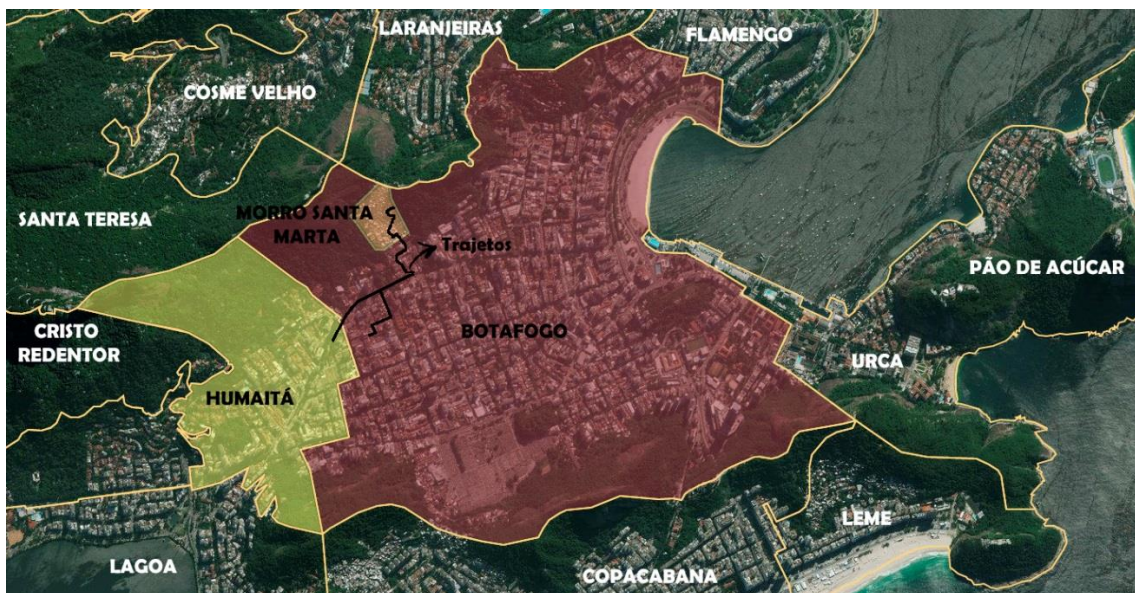 LARANJEIRAS
FLAMENGO
COSME VELHO
SANTA TERESA
MORRO SANTA
MARTA
Trajetos
PÃO DE ACÚCAR
CRISTO
REDENTOR
BOTAFOGO
URCA
HUMAITÁ
LEME
LAGOA
COPACABANA